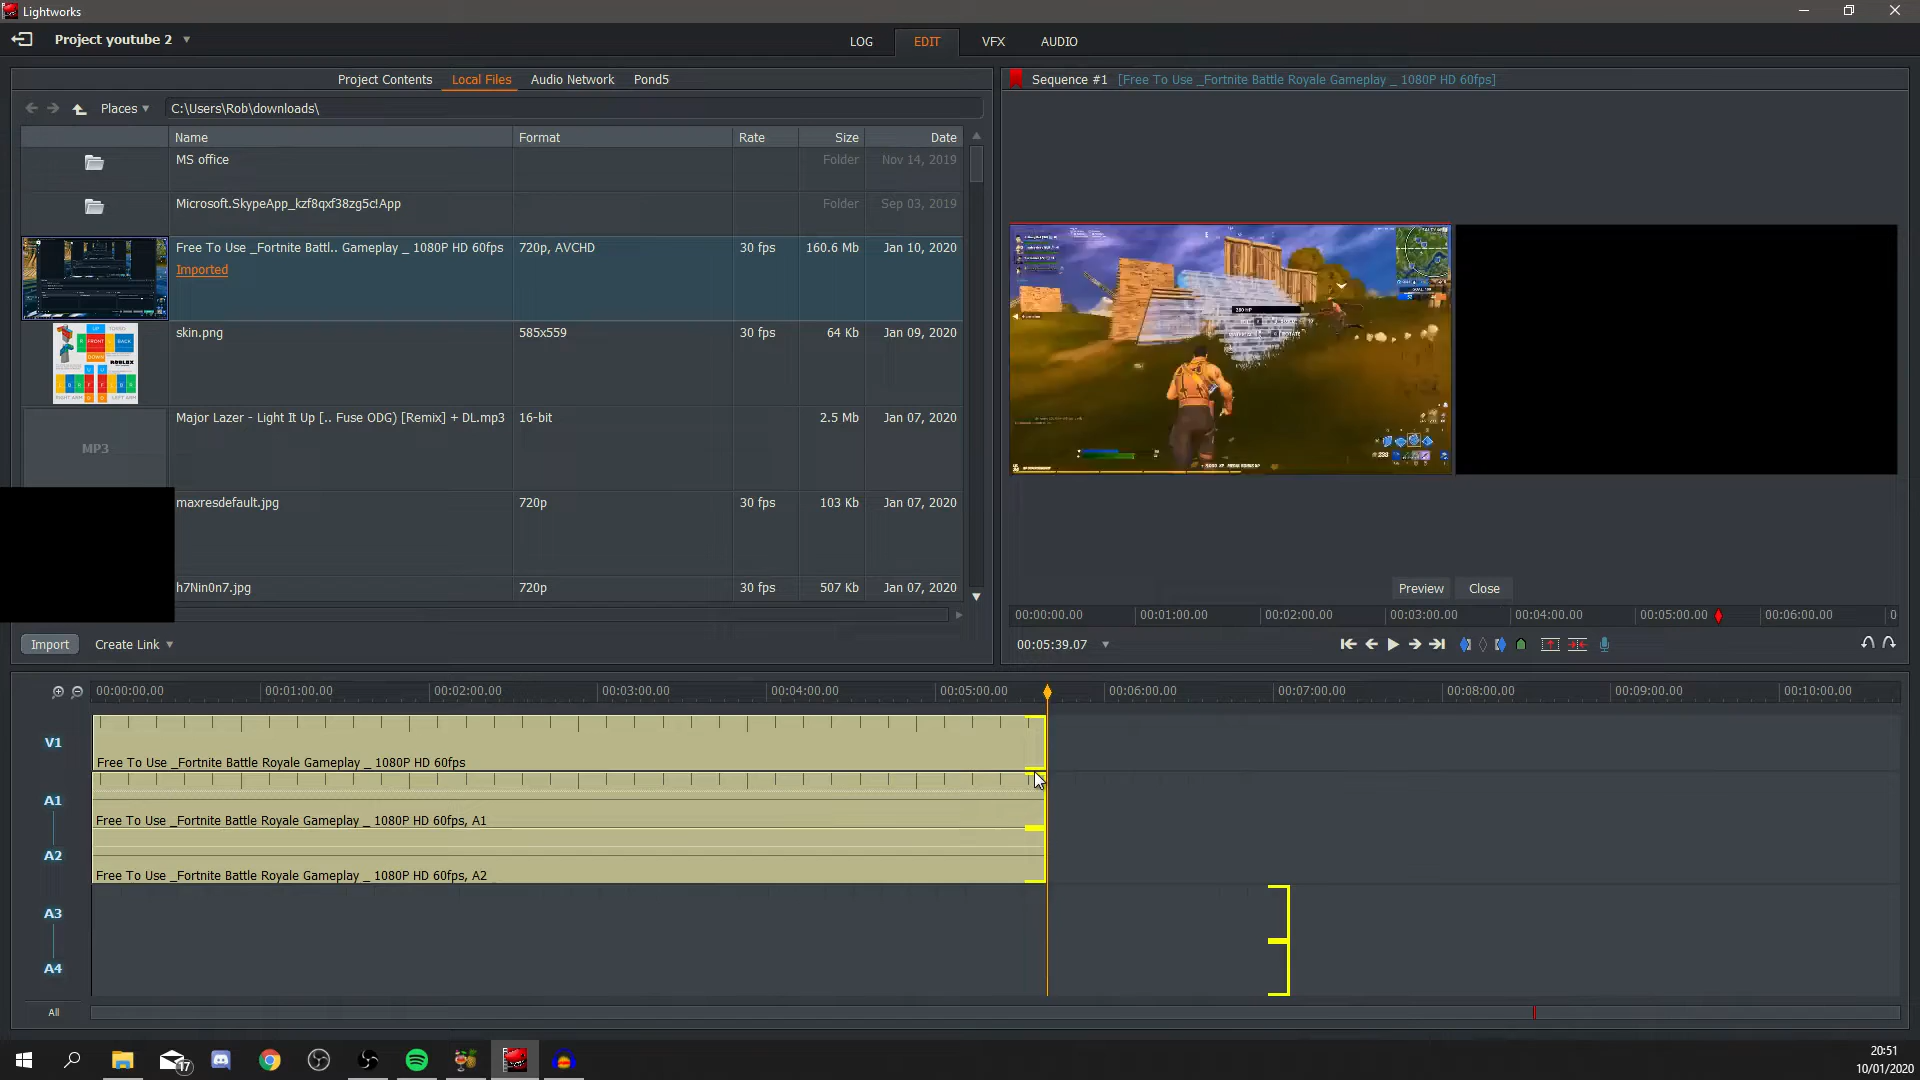 Lightworks
Project youtube 2
LOG
EDIT
VFX
AUDIO
Project Contents
Local Files
Audio Network
Pond5
Places
C:\Users\Rob\downloads\
Name
Format
Rate
Size
Date
MS office
Folder
Nov 14, 2019
Microsoft.SkypeApp_kzf8qxf38zg5c!App
Folder
Sep 03, 2019
Free To Use _Fortnite Battl.. Gameplay _ 1080P HD 60fps
720p, AVCHD
30 fps
160.6 Mb
Jan 10, 2020
Imported
skin.png
585x559
30 fps
64 Kb
Jan 09, 2020
Major Lazer - Light It Up [.. Fuse ODG) [Remix] + DL.mp3
16-bit
2.5 Mb
Jan 07, 2020
MP3
maxresdefault.jpg
720p
30 fps
103 Kb
Jan 07, 2020
h7Nin0n7.jpg
720p
30 fps
507 Kb
Jan 07, 2020
Import
Create Link
Sequence #1
[Free To Use _Fortnite Battle Royale Gameplay _ 1080P HD 60fps]
Preview
Close
00:00:00.00
00:01:00.00
00:02:00.00
00:03:00.00
00:04:00.00
00:05:00.00
00:06:00.00
0
00:05:39.07
00:00:00.00
00:01:00.00
00:02:00.00
00:03:00.00
00:04:00.00
00:05:00.00
00:06:00.00
00:07:00.00
00:08:00.00
00:09:00.00
00:10:00.00
V1
Free To Use _Fortnite Battle Royale Gameplay _ 1080P HD 60fps
A1
Free To Use _Fortnite Battle Royale Gameplay _ 1080P HD 60fps, A1
A2
Free To Use _Fortnite Battle Royale Gameplay _ 1080P HD 60fps, A2
A3
A4
All
17
20:51
10/01/2020